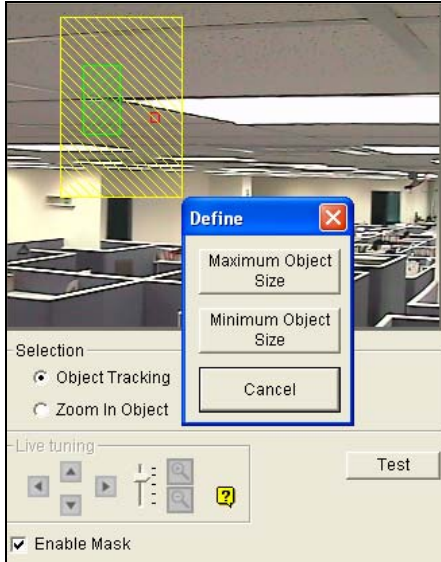 Define
Maximum Object
Size
Minimum Object
Size
Cancel
Selection
Object Tracking
Zoom In Object
Live tuning
Test
?
Enable Mask